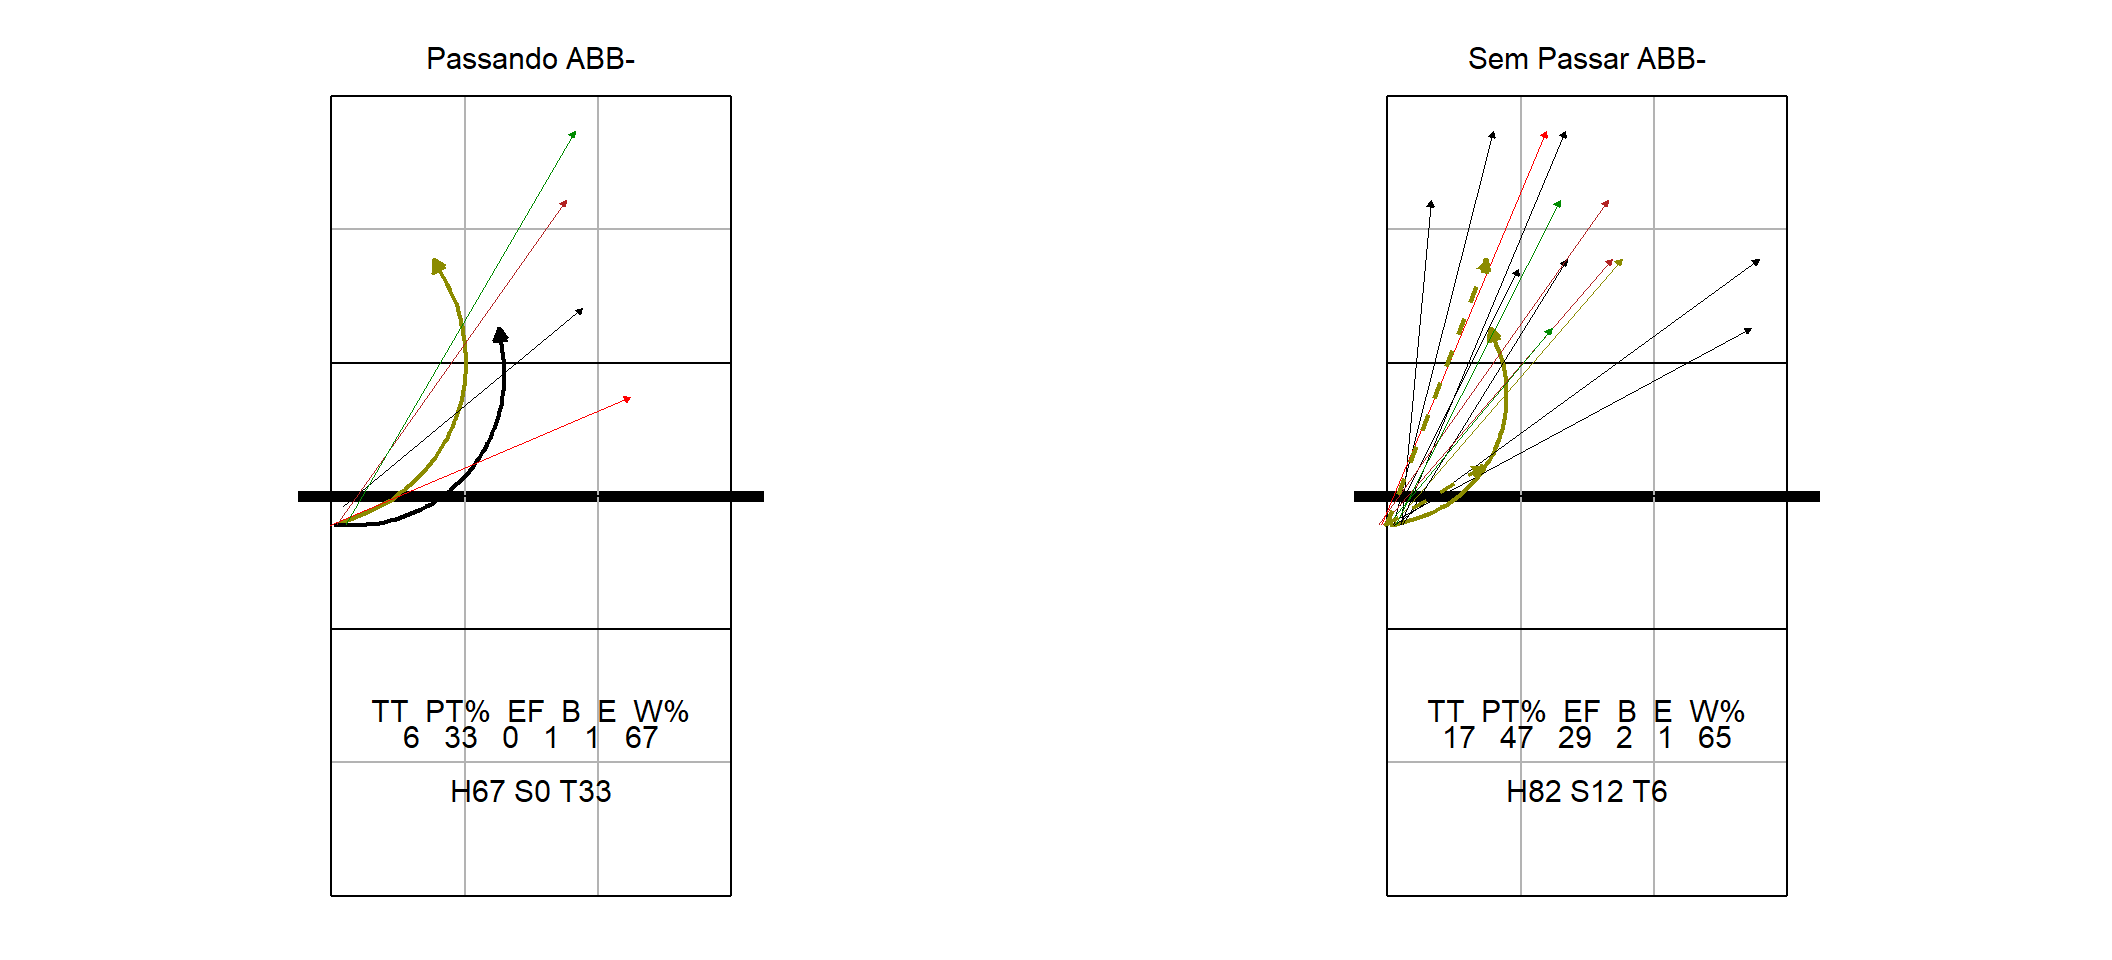 Passando ABB-
TT PT% EF B E W%
6 33 0 1 1 67
H67 S0 T33
Sem Passar ABB-
TT PT% EF B E W%
17 47 29 2 1 65
H82 S12 T6